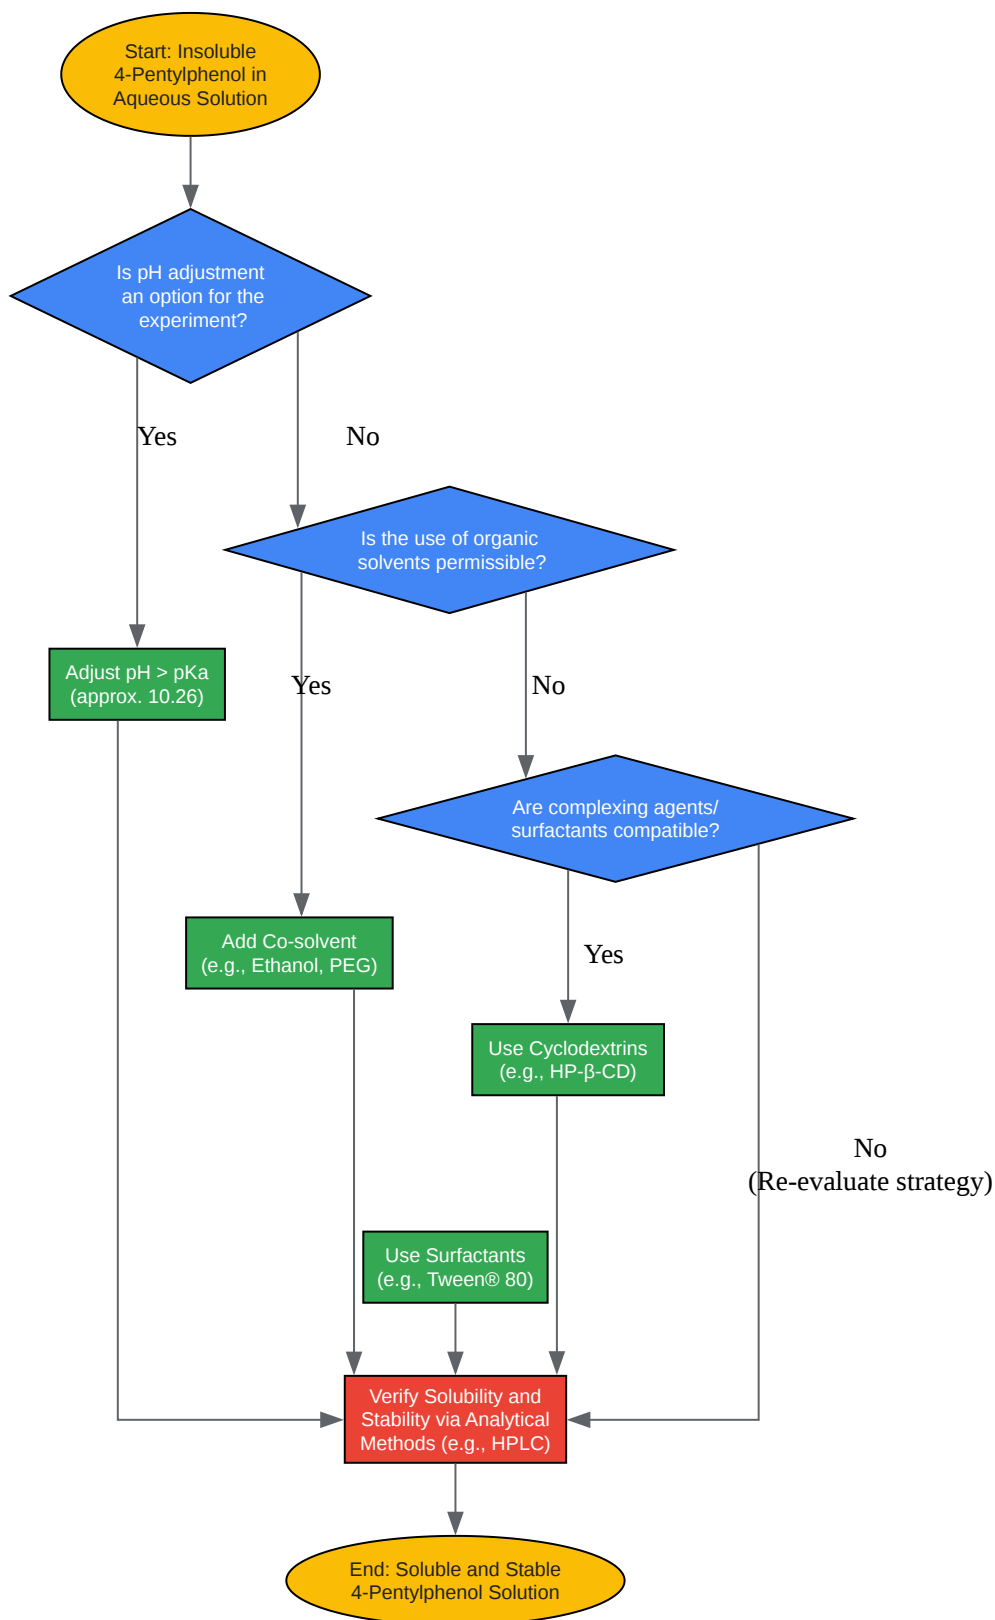 Start: Insoluble
4-Pentylphenol in
Aqueous Solution
Is pH adjustment
an option for the
experiment?
Yes
No
Is the use of organic
solvents permissible?
Adjust pH > pKa
(approx. 10.26)
Yes
No
Are complexing agents/
surfactants compatible?
Add Co-solvent
(e.g., Ethanol, PEG)
Yes
Use Cyclodextrins
(e.g., HP-β-CD)
No
(Re-evaluate strategy)
Use Surfactants
(e.g., Tween® 80)
Verify Solubility and
Stability via Analytical
Methods (e.g., HPLC)
End: Soluble and Stable
4-Pentylphenol Solution